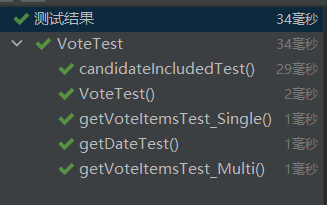 测试结果 34毫秒
VoteTest 34毫秒
candidateIncludedTest() 29毫秒
VoteTest() 2毫秒
getVoteItemsTest_Single() 1毫秒
getDateTest() 1毫秒
getVoteItemsTest_Multi() 1毫秒